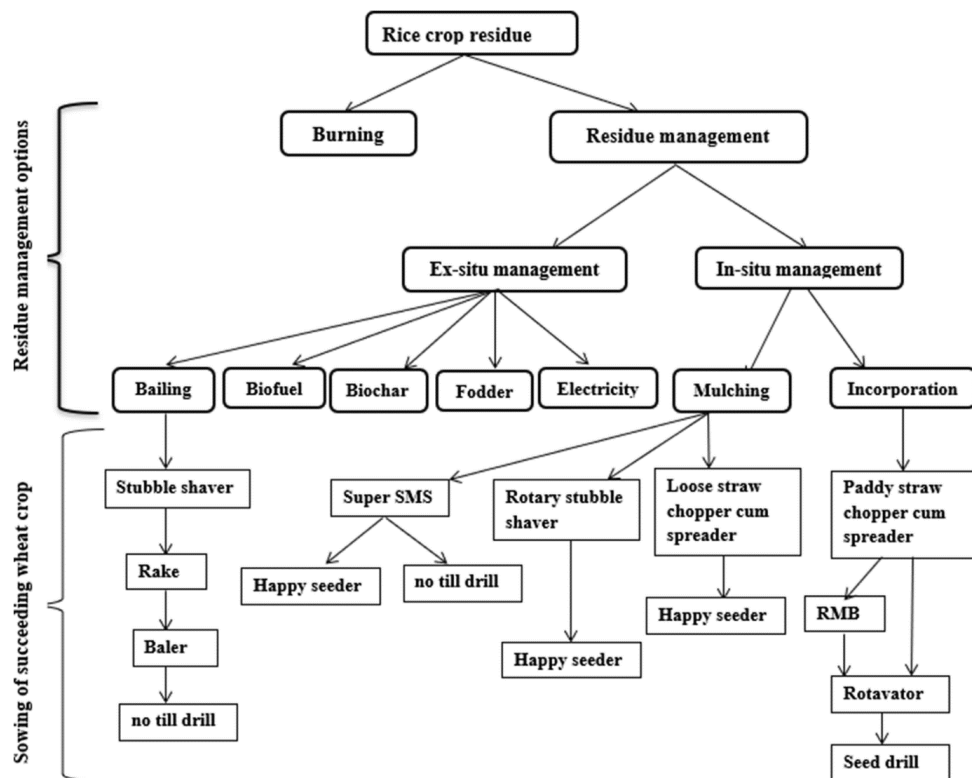 Rice crop residue
Burning
Residue management
Residue management options
Ex-situ management
In-situ management
Bailing
Biofuel
Biochar
Fodder
Electricity
Mulching
Incorporation
Sowing of succeeding wheat crop
Stubble shaver
Super SMS
Rotary stubble
shaver
Loose straw
chopper cum
spreader
Paddy straw
chopper cum
spreader
Rake
Happy seeder
no till drill
Happy seeder
RMB
Baler
Happy seeder
Rotavator
no till drill
Seed drill